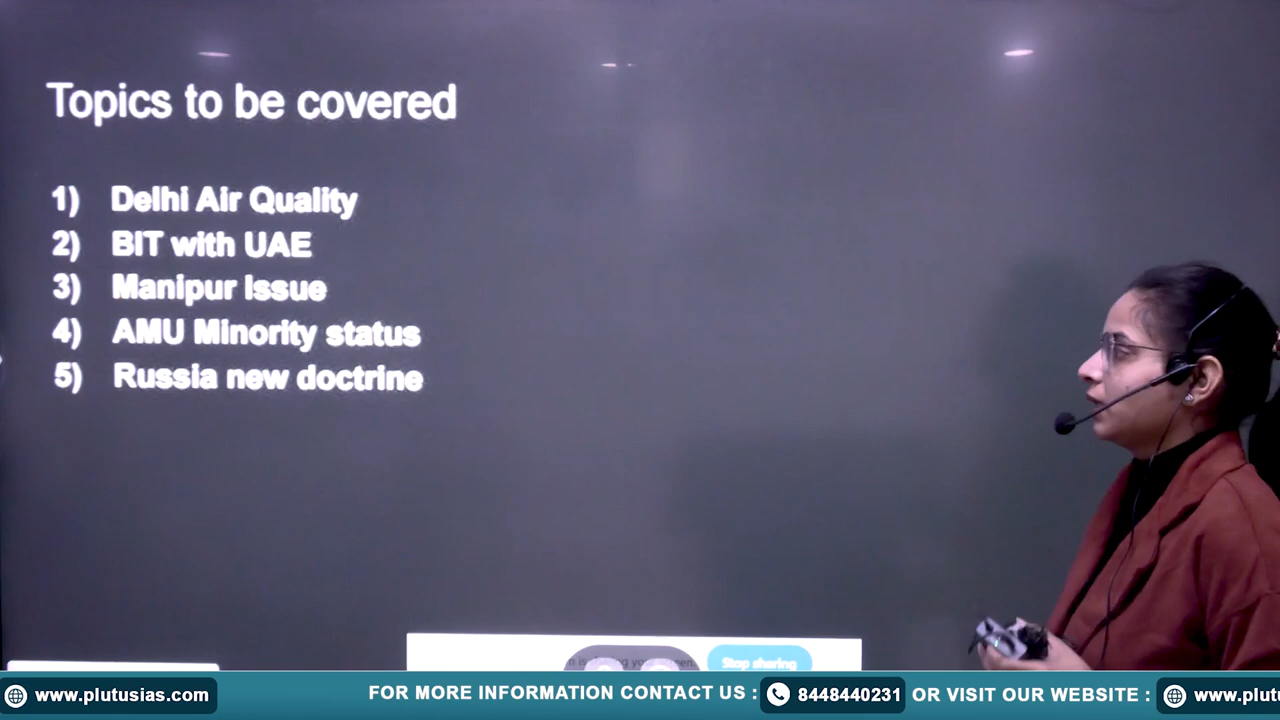 Topics to be covered
1) Delhi Air Quality
2) BIT with UAE
3) Manipur Issue
4) AMU Minority status
5) Russia new doctrine
Stop sharing
www.plutusias.com
FOR MORE INFORMATION CONTACT US : 8448440231 OR VISIT OUR WEBSITE :